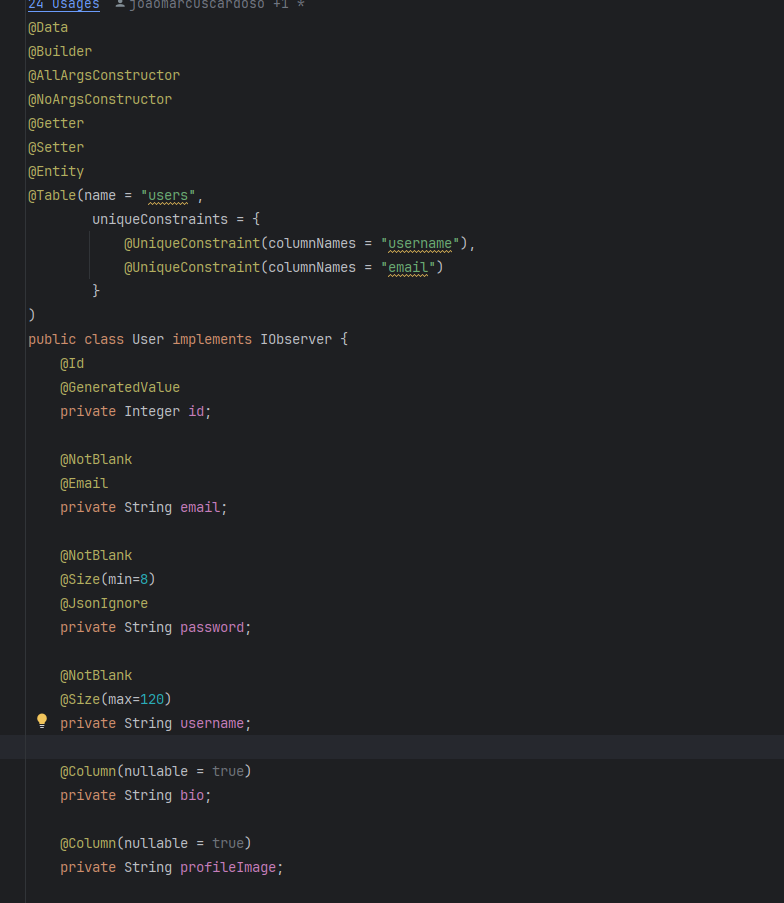 24 usages joaomarcuscardoso +1 *
@Data
@Builder
@AllArgsConstructor
@NoArgsConstructor
@Getter
@Setter
@Entity
@Table(name = "users",
        uniqueConstraints = {
            @UniqueConstraint(columnNames = "username"),
            @UniqueConstraint(columnNames = "email")
        }
)
public class User implements IObserver {
    @Id
    @GeneratedValue
    private Integer id;
    @NotBlank
    @Email
    private String email;
    @NotBlank
    @Size(min=8)
    @JsonIgnore
    private String password;
    @NotBlank
    @Size(max=120)
    private String username;
    @Column(nullable = true)
    private String bio;
    @Column(nullable = true)
    private String profileImage;